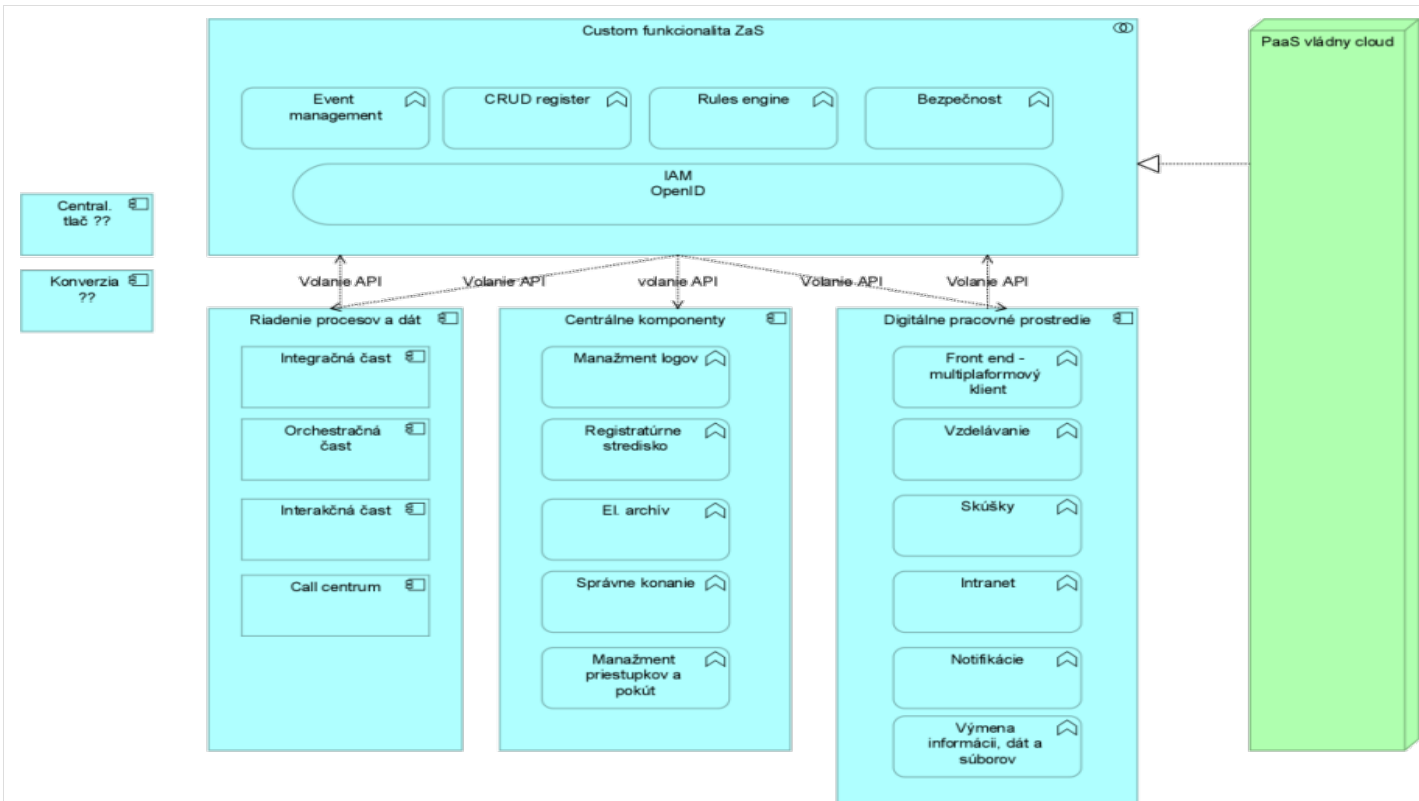 Custom funkcionalita ZaS
PaaS vládny cloud
Event
management
CRUD register
Rules engine
Bezpečnosť
IAM
OpenID
Central.
tlač ??
Konverzia
??
Volanie API
Volanie API
volanie API
Volanie API
Volanie API
Riadenie procesov a dát
Integračná časť
Orchestračná
časť
Interakčná časť
Call centrum
Centrálne komponenty
Manažment logov
Registratúrne
stredisko
El. archív
Správne konanie
Manažment
priestupkov a
pokút
Digitálne pracovné prostredie
Front end -
multiplaformový
klient
Vzdelávanie
Skúšky
Intranet
Notifikácie
Výmena
informácii, dát a
súborov